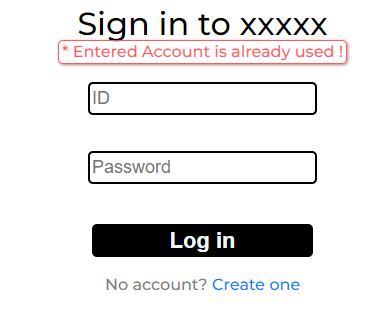 Sign in to xxxxx
* Entered Account is already used !
ID
Password
Log in
No account? Create one